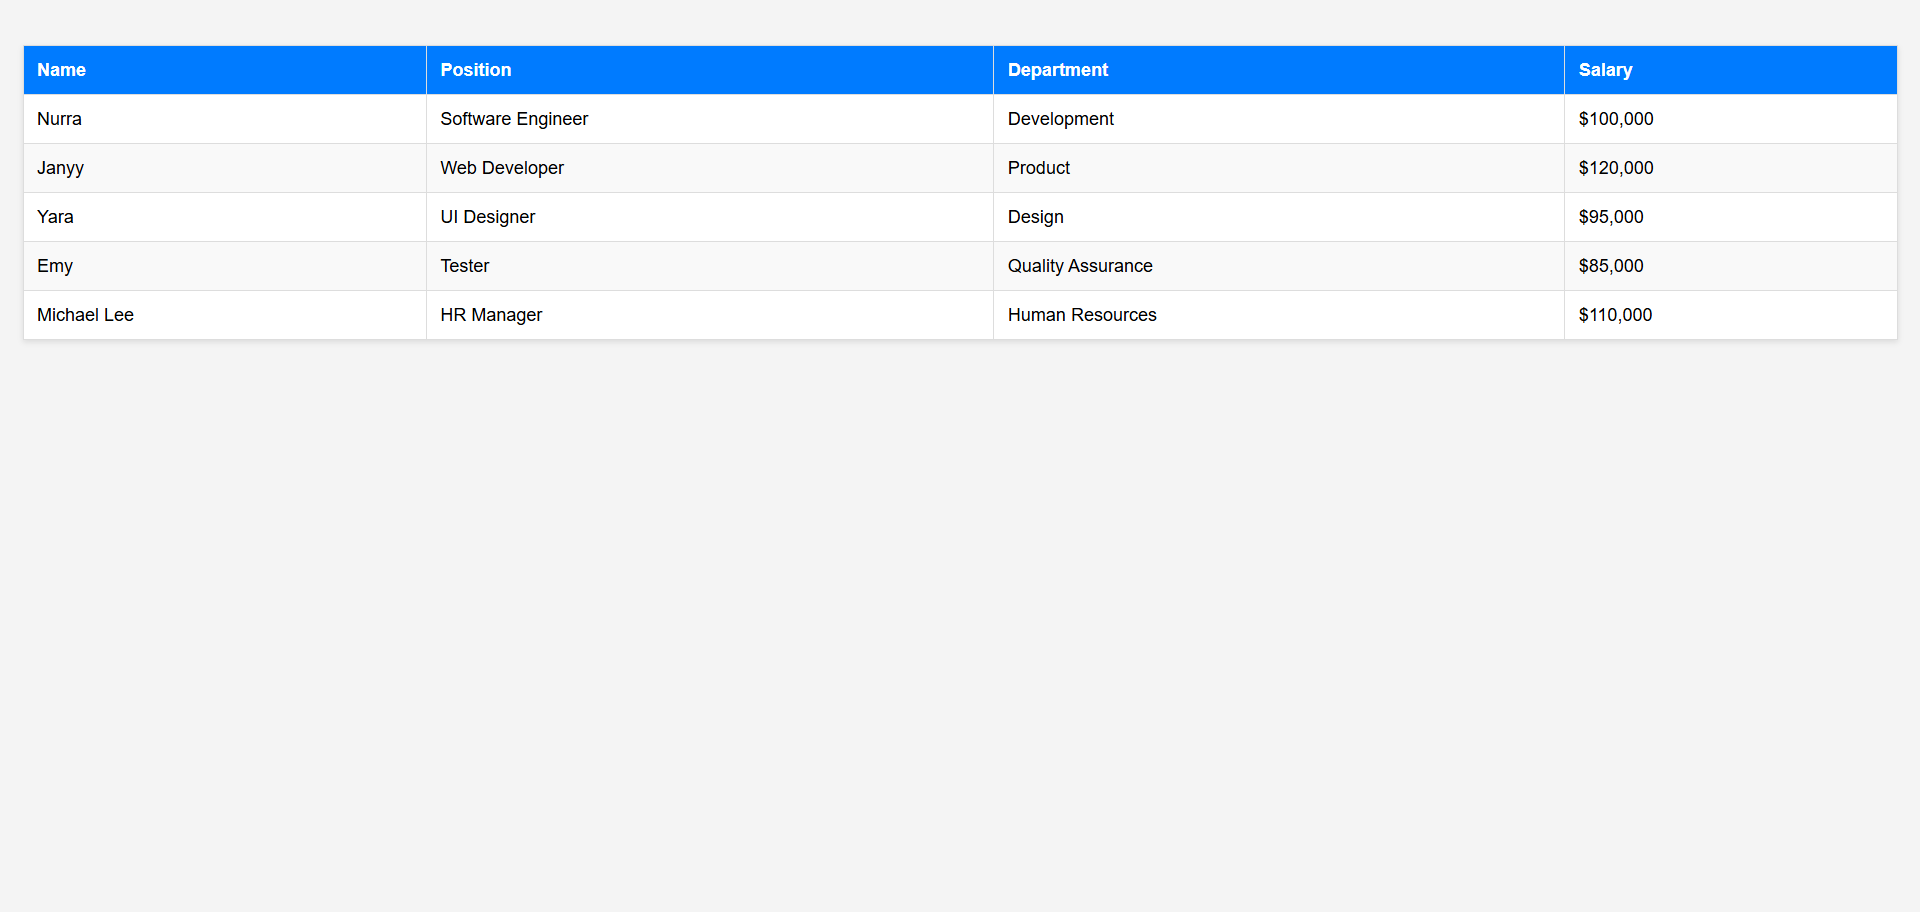 Name Position Department Salary
Nurra Software Engineer Development $100,000
Janyy Web Developer Product $120,000
Yara UI Designer Design $95,000
Emy Tester Quality Assurance $85,000
Michael Lee HR Manager Human Resources $110,000